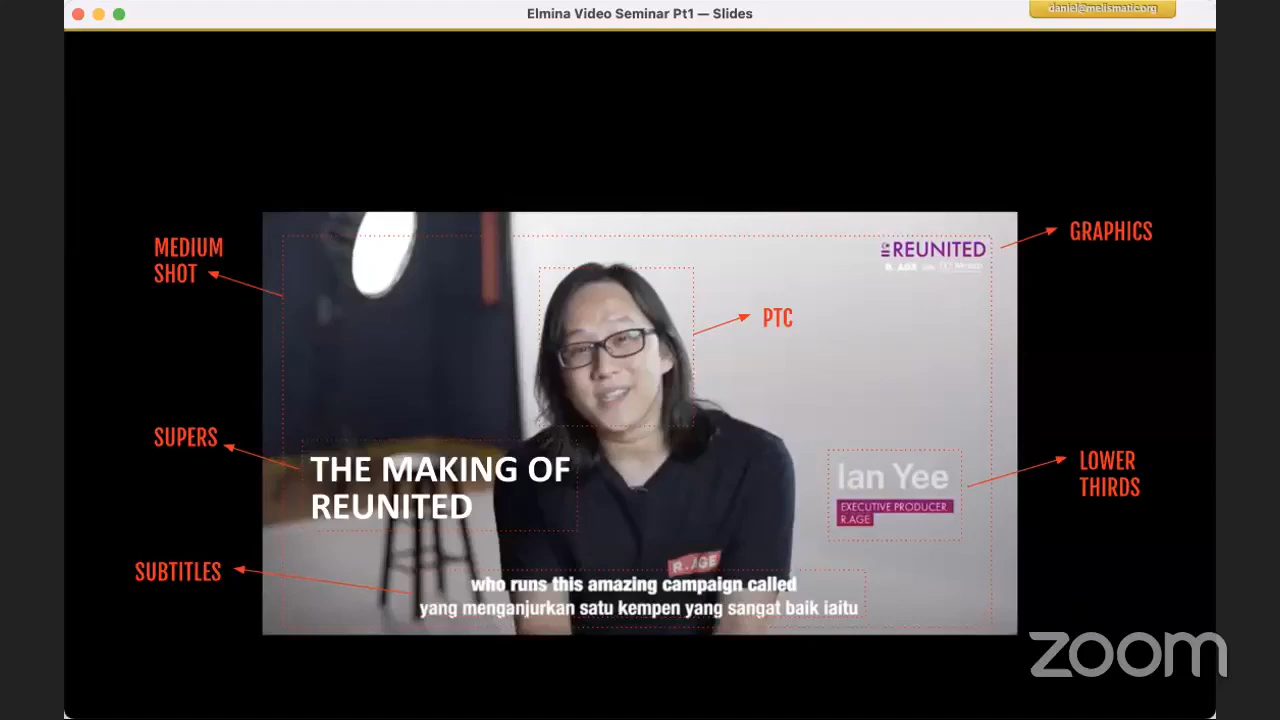 Elmina Video Seminar Pt1 — Slides
daniel@melismatic.org
MEDIUM
SHOT
GRAPHICS
REUNITED
R.AGE
PTC
SUPERS
THE MAKING OF
REUNITED
Ian Yee
EXECUTIVE PRODUCER
R.AGE
LOWER
THIRDS
SUBTITLES
R.AGE
who runs this amazing campaign called
yang menganjurkan satu kempen yang sangat baik iaitu
zoom